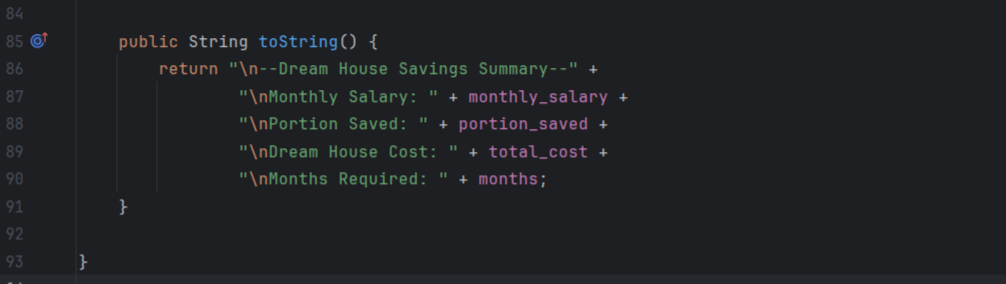 84
85 public String toString() {
86 return "\n--Dream House Savings Summary--" +
87 "\nMonthly Salary: " + monthly_salary +
88 "\nPortion Saved: " + portion_saved +
89 "\nDream House Cost: " + total_cost +
90 "\nMonths Required: " + months;
91 }
92
93 }